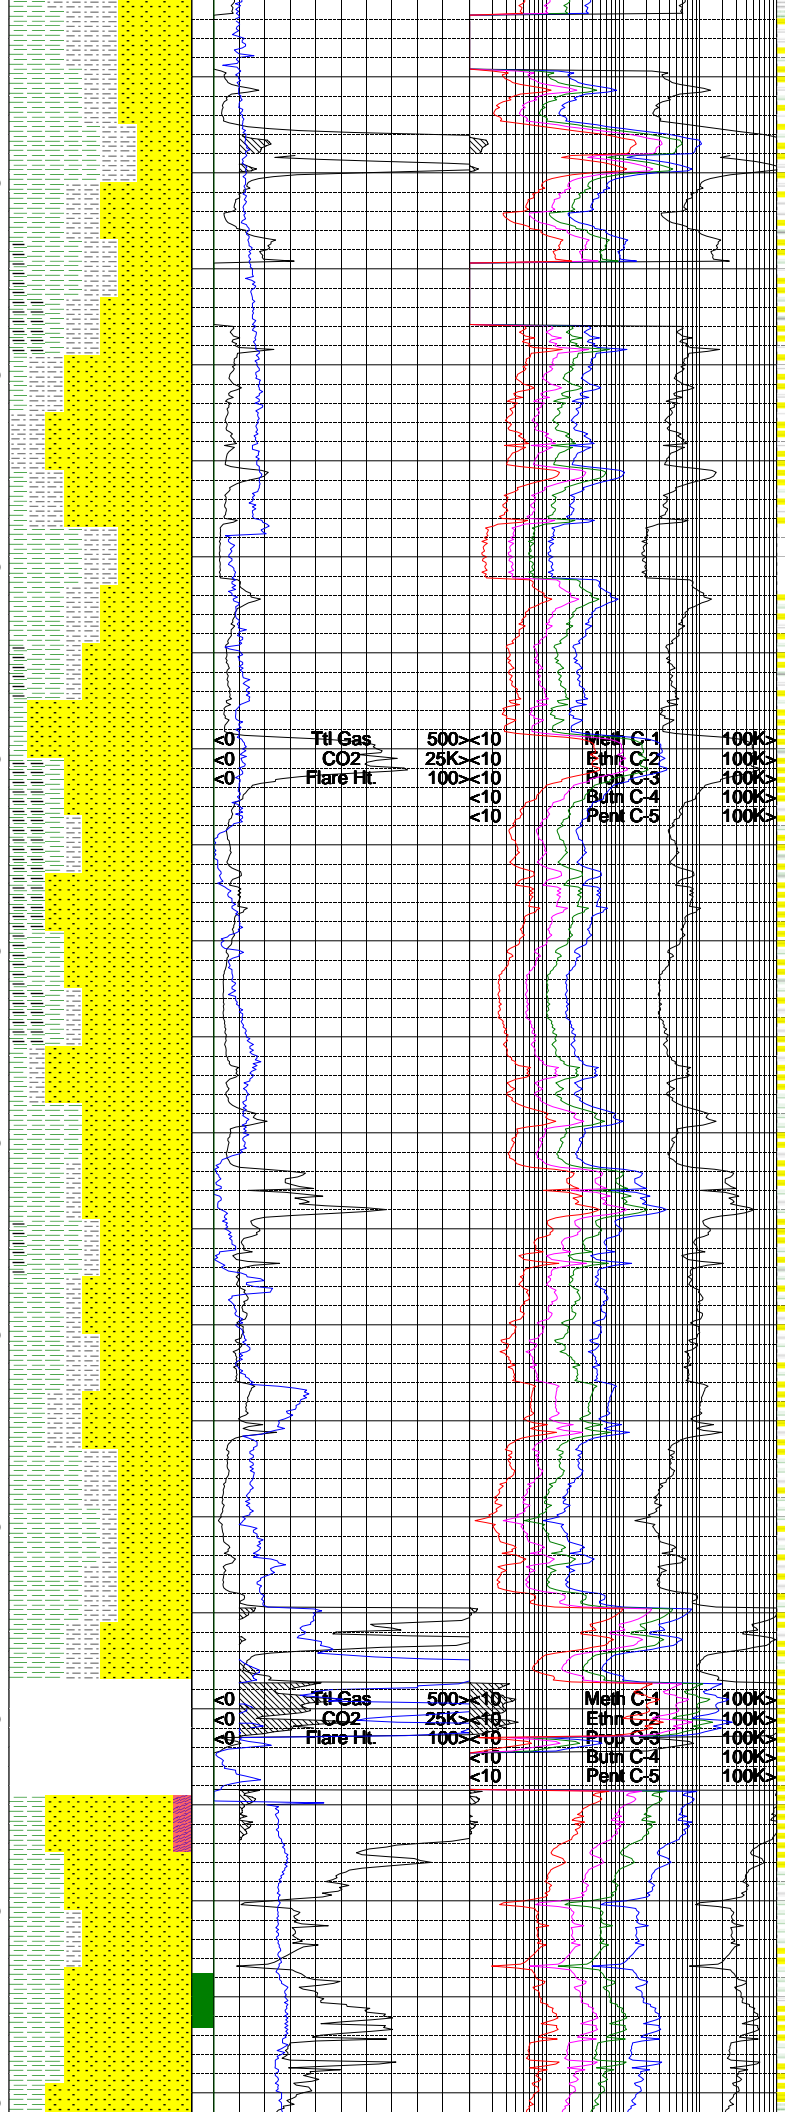 <0 Ttl Gas 500> <10 Meth C-1 100K>
<0 CO2 25K> <10 Ethn C-2 100K>
<0 Flare Ht. 100> <10 Prop C-3 100K>
<10 Butn C-4 100K>
<10 Pent C-5 100K>
<0 Ttl Gas 500> <10 Meth C-1 100K>
<0 CO2 25K> <10 Ethn C-2 100K>
<0 Flare Ht. 100> <10 Prop C-3 100K>
<10 Butn C-4 100K>
<10 Pent C-5 100K>